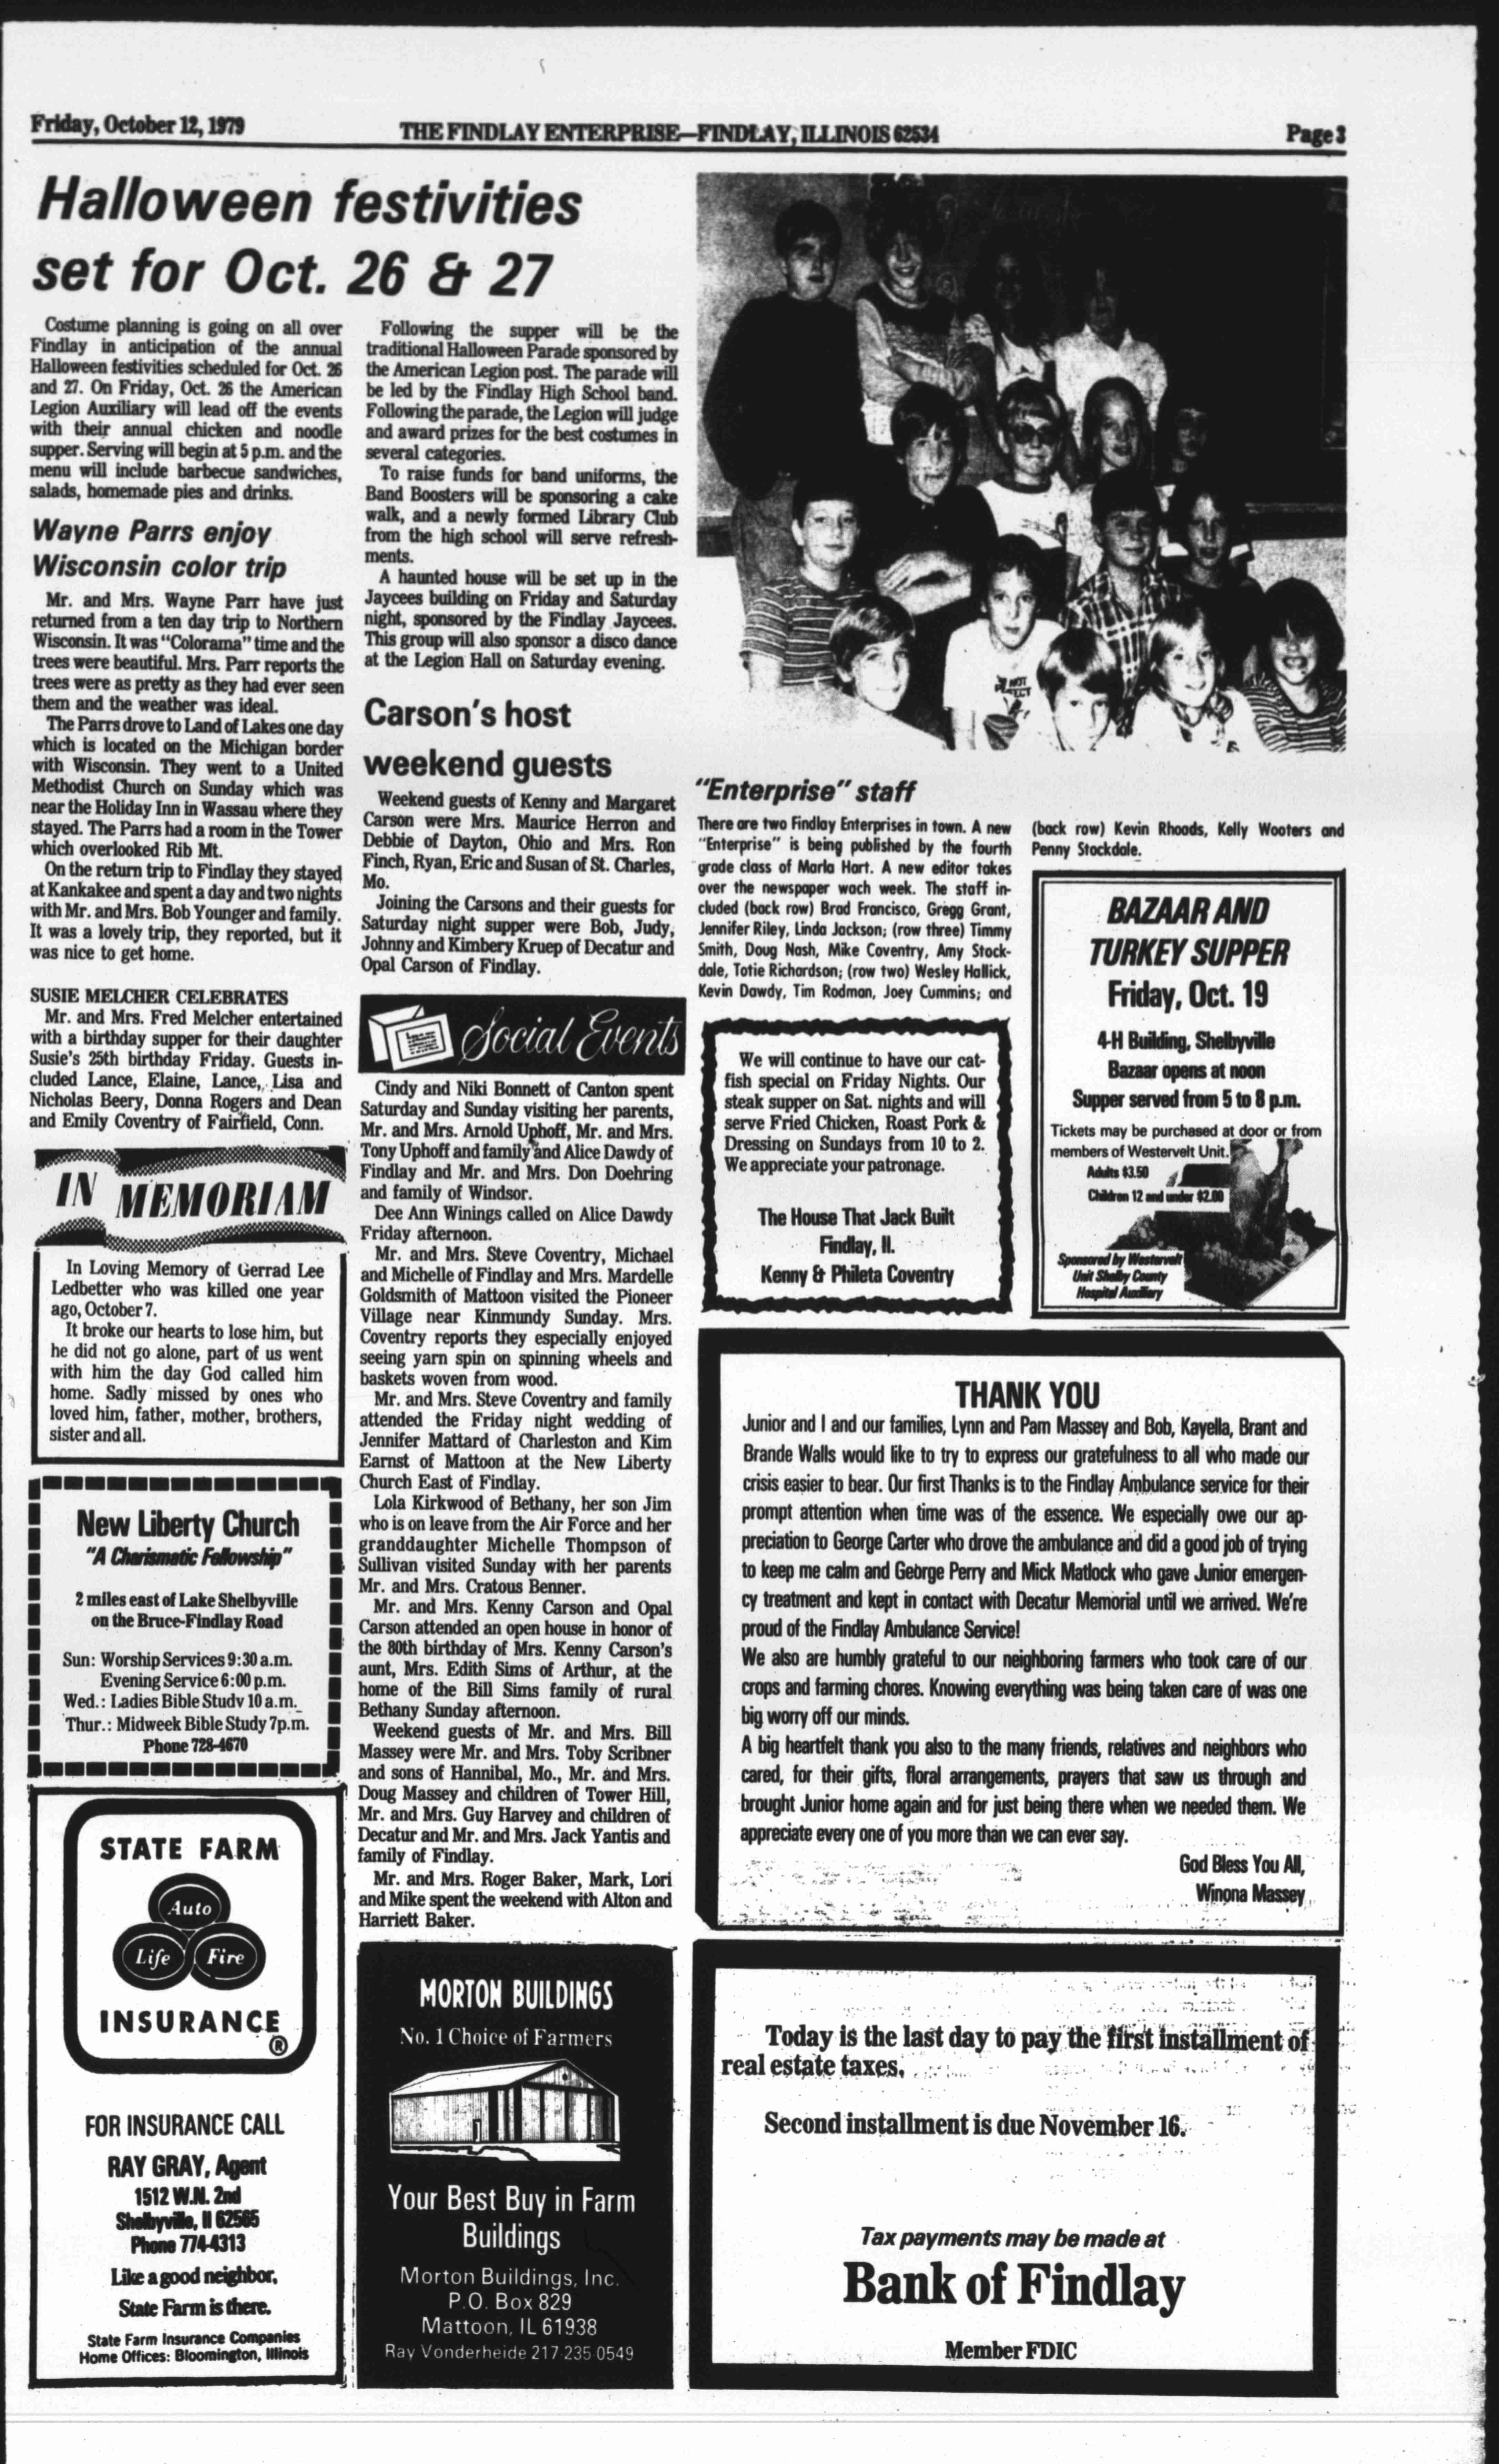 Friday, October 12, 1979
THE FINDLAY ENTERPRISE—FINDLAY, ILLINOIS 62534
Page 3
Halloween festivities
set for Oct. 26 & 27
Costume planning is going on all over
Findlay in anticipation of the annual
Halloween festivities scheduled for Oct. 26
and 27. On Friday, Oct. 26 the American
Legion Auxiliary will lead off the events
with their annual chicken and noodle
supper. Serving will begin at 5 p.m. and the
menu will include barbecue sandwiches,
salads, homemade pies and drinks.
Following the supper will be the
traditional Halloween Parade sponsored by
the American Legion post. The parade will
be led by the Findlay High School band.
Following the parade, the Legion will judge
and award prizes for the best costumes in
several categories.
To raise funds for band uniforms, the
Band Boosters will be sponsoring a cake
walk, and a newly formed Library Club
from the high school will serve refresh-
ments.
A haunted house will be set up in the
Jaycees building on Friday and Saturday
night, sponsored by the Findlay Jaycees.
This group will also sponsor a disco dance
at the Legion Hall on Saturday evening.
Wayne Parrs enjoy
Wisconsin color trip
Mr. and Mrs. Wayne Parr have just
returned from a ten day trip to Northern
Wisconsin. It was "Colorama" time and the
trees were beautiful. Mrs. Parr reports the
trees were as pretty as they had ever seen
them and the weather was ideal.
The Parrs drove to Land of Lakes one day
which is located on the Michigan border
with Wisconsin. They went to a United
Methodist Church on Sunday which was
near the Holiday Inn in Wassau where they
stayed. The Parrs had a room in the Tower
which overlooked Rib Mt.
On the return trip to Findlay they stayed
at Kankakee and spent a day and two nights
with Mr. and Mrs. Bob Younger and family.
It was a lovely trip, they reported, but it
was nice to get home.
SUSIE MELCHER CELEBRATES
Mr. and Mrs. Fred Melcher entertained
with a birthday supper for their daughter
Susie's 25th birthday Friday. Guests in-
cluded Lance, Elaine, Lance, Lisa and
Nicholas Beery, Donna Rogers and Dean
and Emily Coventry of Fairfield, Conn.
IN MEMORIAM
In Loving Memory of Gerrad Lee
Ledbetter who was killed one year
ago, October 7.
It broke our hearts to lose him, but
he did not go alone, part of us went
with him the day God called him
home. Sadly missed by ones who
loved him, father, mother, brothers,
sister and all.
New Liberty Church
"A Charismatic Fellowship"
2 miles east of Lake Shelbyville
on the Bruce-Findlay Road
Sun: Worship Services 9:30 a.m.
Evening Service 6:00 p.m.
Wed.: Ladies Bible Study 10 a.m.
Thur.: Midweek Bible Study 7p.m.
Phone 728-4670
STATE FARM
Auto
Life Fire
INSURANCE
®
FOR INSURANCE CALL
RAY GRAY, Agent
1512 W.N. 2nd
Shelbyville, Il 62565
Phone 774-4313
Like a good neighbor,
State Farm is there.
State Farm Insurance Companies
Home Offices: Bloomington, Illinois
Carson's host
weekend guests
Weekend guests of Kenny and Margaret
Carson were Mrs. Maurice Herron and
Debbie of Dayton, Ohio and Mrs. Ron
Finch, Ryan, Eric and Susan of St. Charles,
Mo.
Joining the Carsons and their guests for
Saturday night supper were Bob, Judy,
Johnny and Kimbery Kruep of Decatur and
Opal Carson of Findlay.
Social Events
Cindy and Niki Bonnett of Canton spent
Saturday and Sunday visiting her parents,
Mr. and Mrs. Arnold Uphoff, Mr. and Mrs.
Tony Uphoff and family and Alice Dawdy of
Findlay and Mr. and Mrs. Don Doehring
and family of Windsor.
Dee Ann Winings called on Alice Dawdy
Friday afternoon.
Mr. and Mrs. Steve Coventry, Michael
and Michelle of Findlay and Mrs. Mardelle
Goldsmith of Mattoon visited the Pioneer
Village near Kinmundy Sunday. Mrs.
Coventry reports they especially enjoyed
seeing yarn spin on spinning wheels and
baskets woven from wood.
Mr. and Mrs. Steve Coventry and family
attended the Friday night wedding of
Jennifer Mattard of Charleston and Kim
Earnst of Mattoon at the New Liberty
Church East of Findlay.
Lola Kirkwood of Bethany, her son Jim
who is on leave from the Air Force and her
granddaughter Michelle Thompson of
Sullivan visited Sunday with her parents
Mr. and Mrs. Cratous Benner.
Mr. and Mrs. Kenny Carson and Opal
Carson attended an open house in honor of
the 80th birthday of Mrs. Kenny Carson's
aunt, Mrs. Edith Sims of Arthur, at the
home of the Bill Sims family of rural
Bethany Sunday afternoon.
Weekend guests of Mr. and Mrs. Bill
Massey were Mr. and Mrs. Toby Scribner
and sons of Hannibal, Mo., Mr. and Mrs.
Doug Massey and children of Tower Hill,
Mr. and Mrs. Guy Harvey and children of
Decatur and Mr. and Mrs. Jack Yantis and
family of Findlay.
Mr. and Mrs. Roger Baker, Mark, Lori
and Mike spent the weekend with Alton and
Harriett Baker.
MORTON BUILDINGS
No. 1 Choice of Farmers
Your Best Buy in Farm
Buildings
Morton Buildings, Inc.
P.O. Box 829
Mattoon, IL 61938
Ray Vonderheide 217-235-0549
"Enterprise" staff
There are two Findlay Enterprises in town. A new
"Enterprise" is being published by the fourth
grade class of Marla Hart. A new editor takes
over the newspaper wach week. The staff in-
cluded (back row) Brad Francisco, Gregg Grant,
Jennifer Riley, Linda Jackson; (row three) Timmy
Smith, Doug Nash, Mike Coventry, Amy Stock-
dale, Totie Richardson; (row two) Wesley Hallick,
Kevin Dawdy, Tim Rodman, Joey Cummins; and
(back row) Kevin Rhoads, Kelly Wooters and
Penny Stockdale.
We will continue to have our cat-
fish special on Friday Nights. Our
steak supper on Sat. nights and will
serve Fried Chicken, Roast Pork &
Dressing on Sundays from 10 to 2.
We appreciate your patronage.
The House That Jack Built
Findlay, Il.
Kenny & Phileta Coventry
BAZAAR AND
TURKEY SUPPER
Friday, Oct. 19
4-H Building, Shelbyville
Bazaar opens at noon
Supper served from 5 to 8 p.m.
Tickets may be purchased at door or from
members of Westervelt Unit.
Adults $3.50
Children 12 and under $2.00
Sponsored by Westervelt
Unit Shelby County
Hospital Auxiliary
THANK YOU
Junior and I and our families, Lynn and Pam Massey and Bob, Kayella, Brant and
Brande Walls would like to try to express our gratefulness to all who made our
crisis easier to bear. Our first Thanks is to the Findlay Ambulance service for their
prompt attention when time was of the essence. We especially owe our ap-
preciation to George Carter who drove the ambulance and did a good job of trying
to keep me calm and George Perry and Mick Matlock who gave Junior emergen-
cy treatment and kept in contact with Decatur Memorial until we arrived. We're
proud of the Findlay Ambulance Service!
We also are humbly grateful to our neighboring farmers who took care of our
crops and farming chores. Knowing everything was being taken care of was one
big worry off our minds.
A big heartfelt thank you also to the many friends, relatives and neighbors who
cared, for their gifts, floral arrangements, prayers that saw us through and
brought Junior home again and for just being there when we needed them. We
appreciate every one of you more than we can ever say.
God Bless You All,
Winona Massey
Today is the last day to pay the first installment of
real estate taxes.
Second installment is due November 16.
Tax payments may be made at
Bank of Findlay
Member FDIC